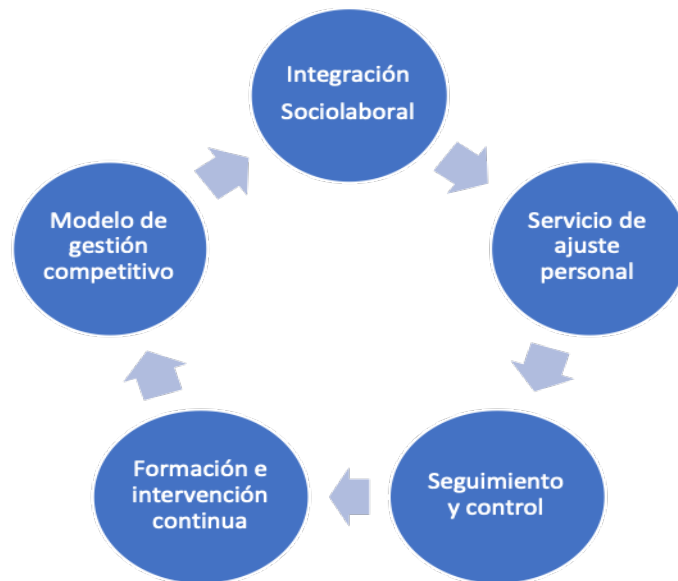 Integración
Sociolaboral
Servicio de
ajuste
personal
Seguimiento
y control
Formación e
intervención
continua
Modelo de
gestión
competitivo